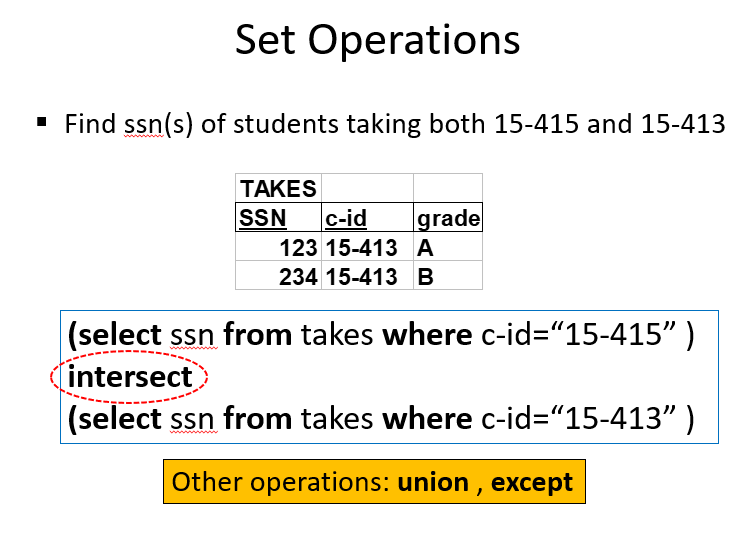 Set Operations
▪ Find ssn(s) of students taking both 15-415 and 15-413
TAKES
SSN c-id grade
123 15-413 A
234 15-413 B
(select ssn from takes where c-id=“15-415” )
intersect
(select ssn from takes where c-id=“15-413” )
Other operations: union , except